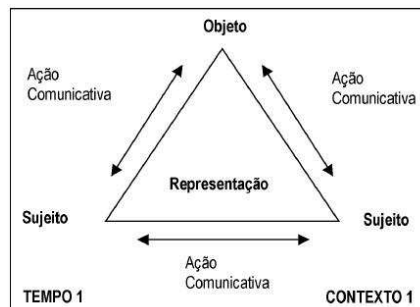 Objeto
Ação
Comunicativa
Ação
Comunicativa
Representação
Sujeito
Sujeito
Ação
Comunicativa
TEMPO 1
CONTEXTO 1